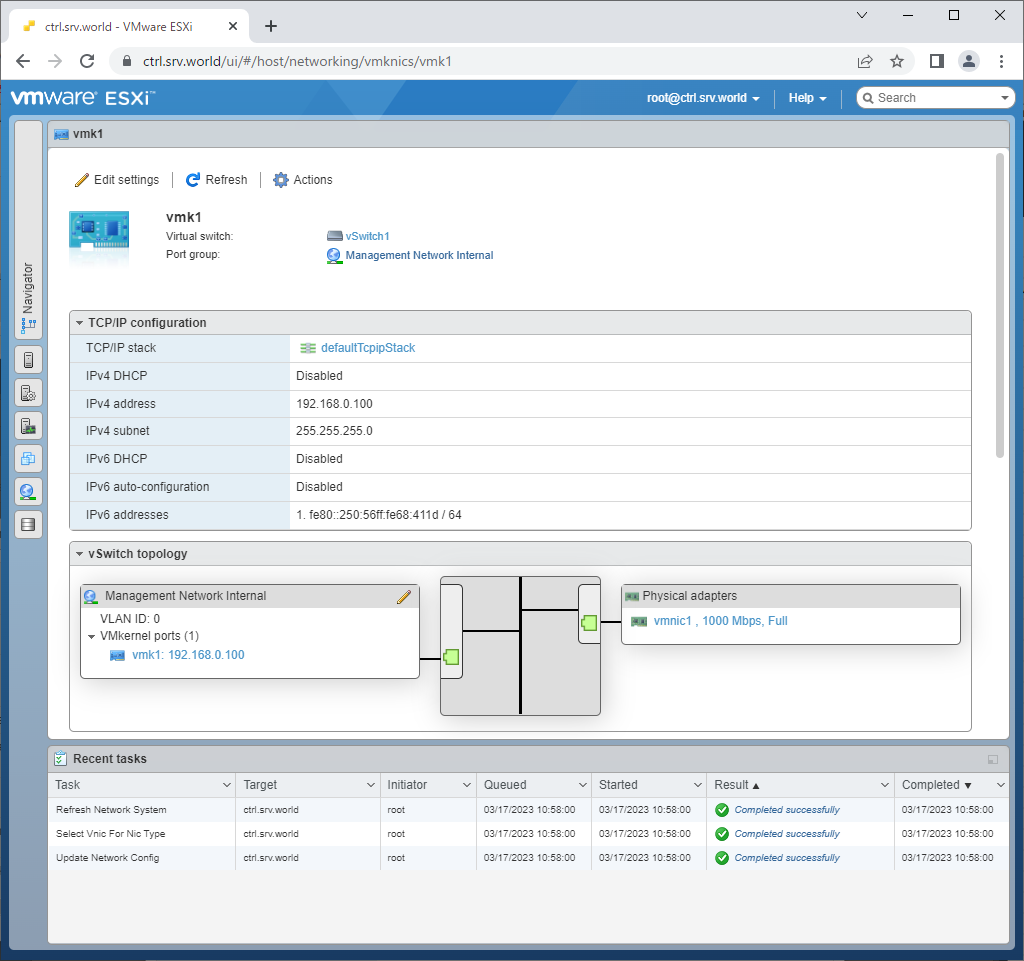 ctrl.srv.world - VMware ESXi
ctrl.srv.world/ui/#/host/networking/vmknics/vmk1
vmware ESXi™
root@ctrl.srv.world
Help
Search
vmk1
Navigator
Edit settings
Refresh
Actions
vmk1
Virtual switch: vSwitch1
Port group: Management Network Internal
TCP/IP configuration
TCP/IP stack defaultTcpipStack
IPv4 DHCP Disabled
IPv4 address 192.168.0.100
IPv4 subnet 255.255.255.0
IPv6 DHCP Disabled
IPv6 auto-configuration Disabled
IPv6 addresses 1. fe80::250:56ff:fe68:411d / 64
vSwitch topology
Management Network Internal
VLAN ID: 0
VMkernel ports (1)
vmk1: 192.168.0.100
Physical adapters
vmnic1 , 1000 Mbps, Full
Recent tasks
Task Target Initiator Queued Started Result Completed
Refresh Network System ctrl.srv.world root 03/17/2023 10:58:00 03/17/2023 10:58:00 Completed successfully 03/17/2023 10:58:00
Select Vnic For Nic Type ctrl.srv.world root 03/17/2023 10:58:00 03/17/2023 10:58:00 Completed successfully 03/17/2023 10:58:00
Update Network Config ctrl.srv.world root 03/17/2023 10:58:00 03/17/2023 10:58:00 Completed successfully 03/17/2023 10:58:00